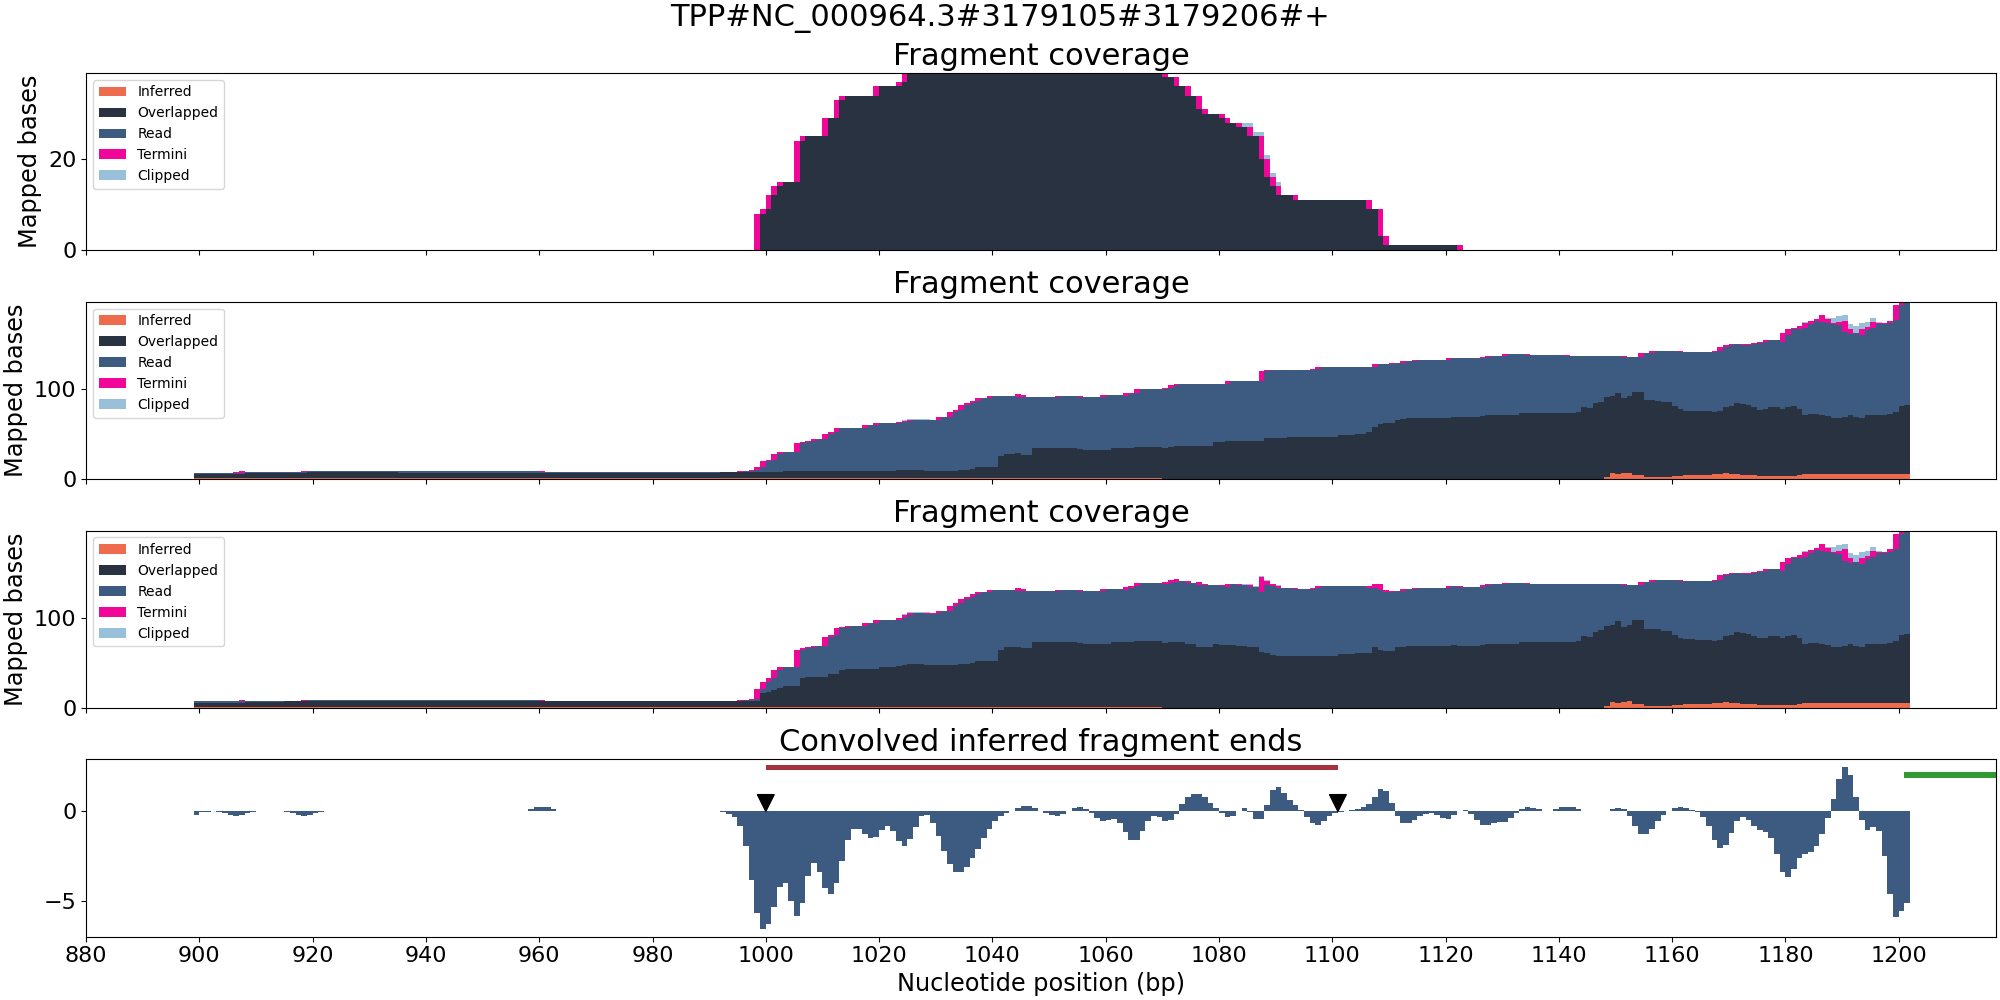 TPP#NC_000964.3#3179105#3179206#+
Fragment coverage
Mapped bases
20
0
Inferred
Overlapped
Read
Termini
Clipped
Fragment coverage
Mapped bases
100
0
Inferred
Overlapped
Read
Termini
Clipped
Fragment coverage
Mapped bases
100
0
Inferred
Overlapped
Read
Termini
Clipped
Convolved inferred fragment ends
0
−5
880 900 920 940 960 980 1000 1020 1040 1060 1080 1100 1120 1140 1160 1180 1200
Nucleotide position (bp)